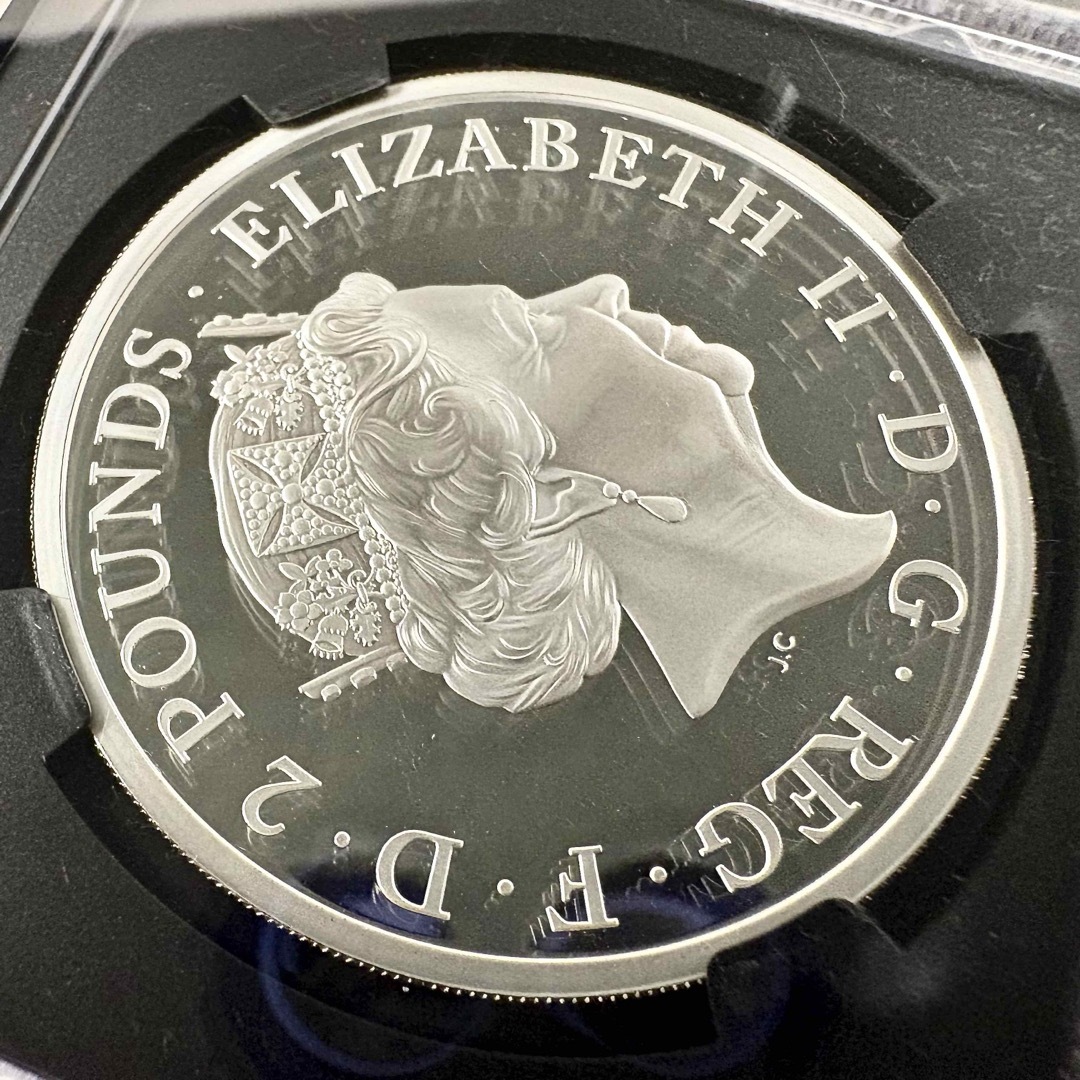 ELIZABETH II · D · G · REG · F · D · 2 POUNDS ·
J.C